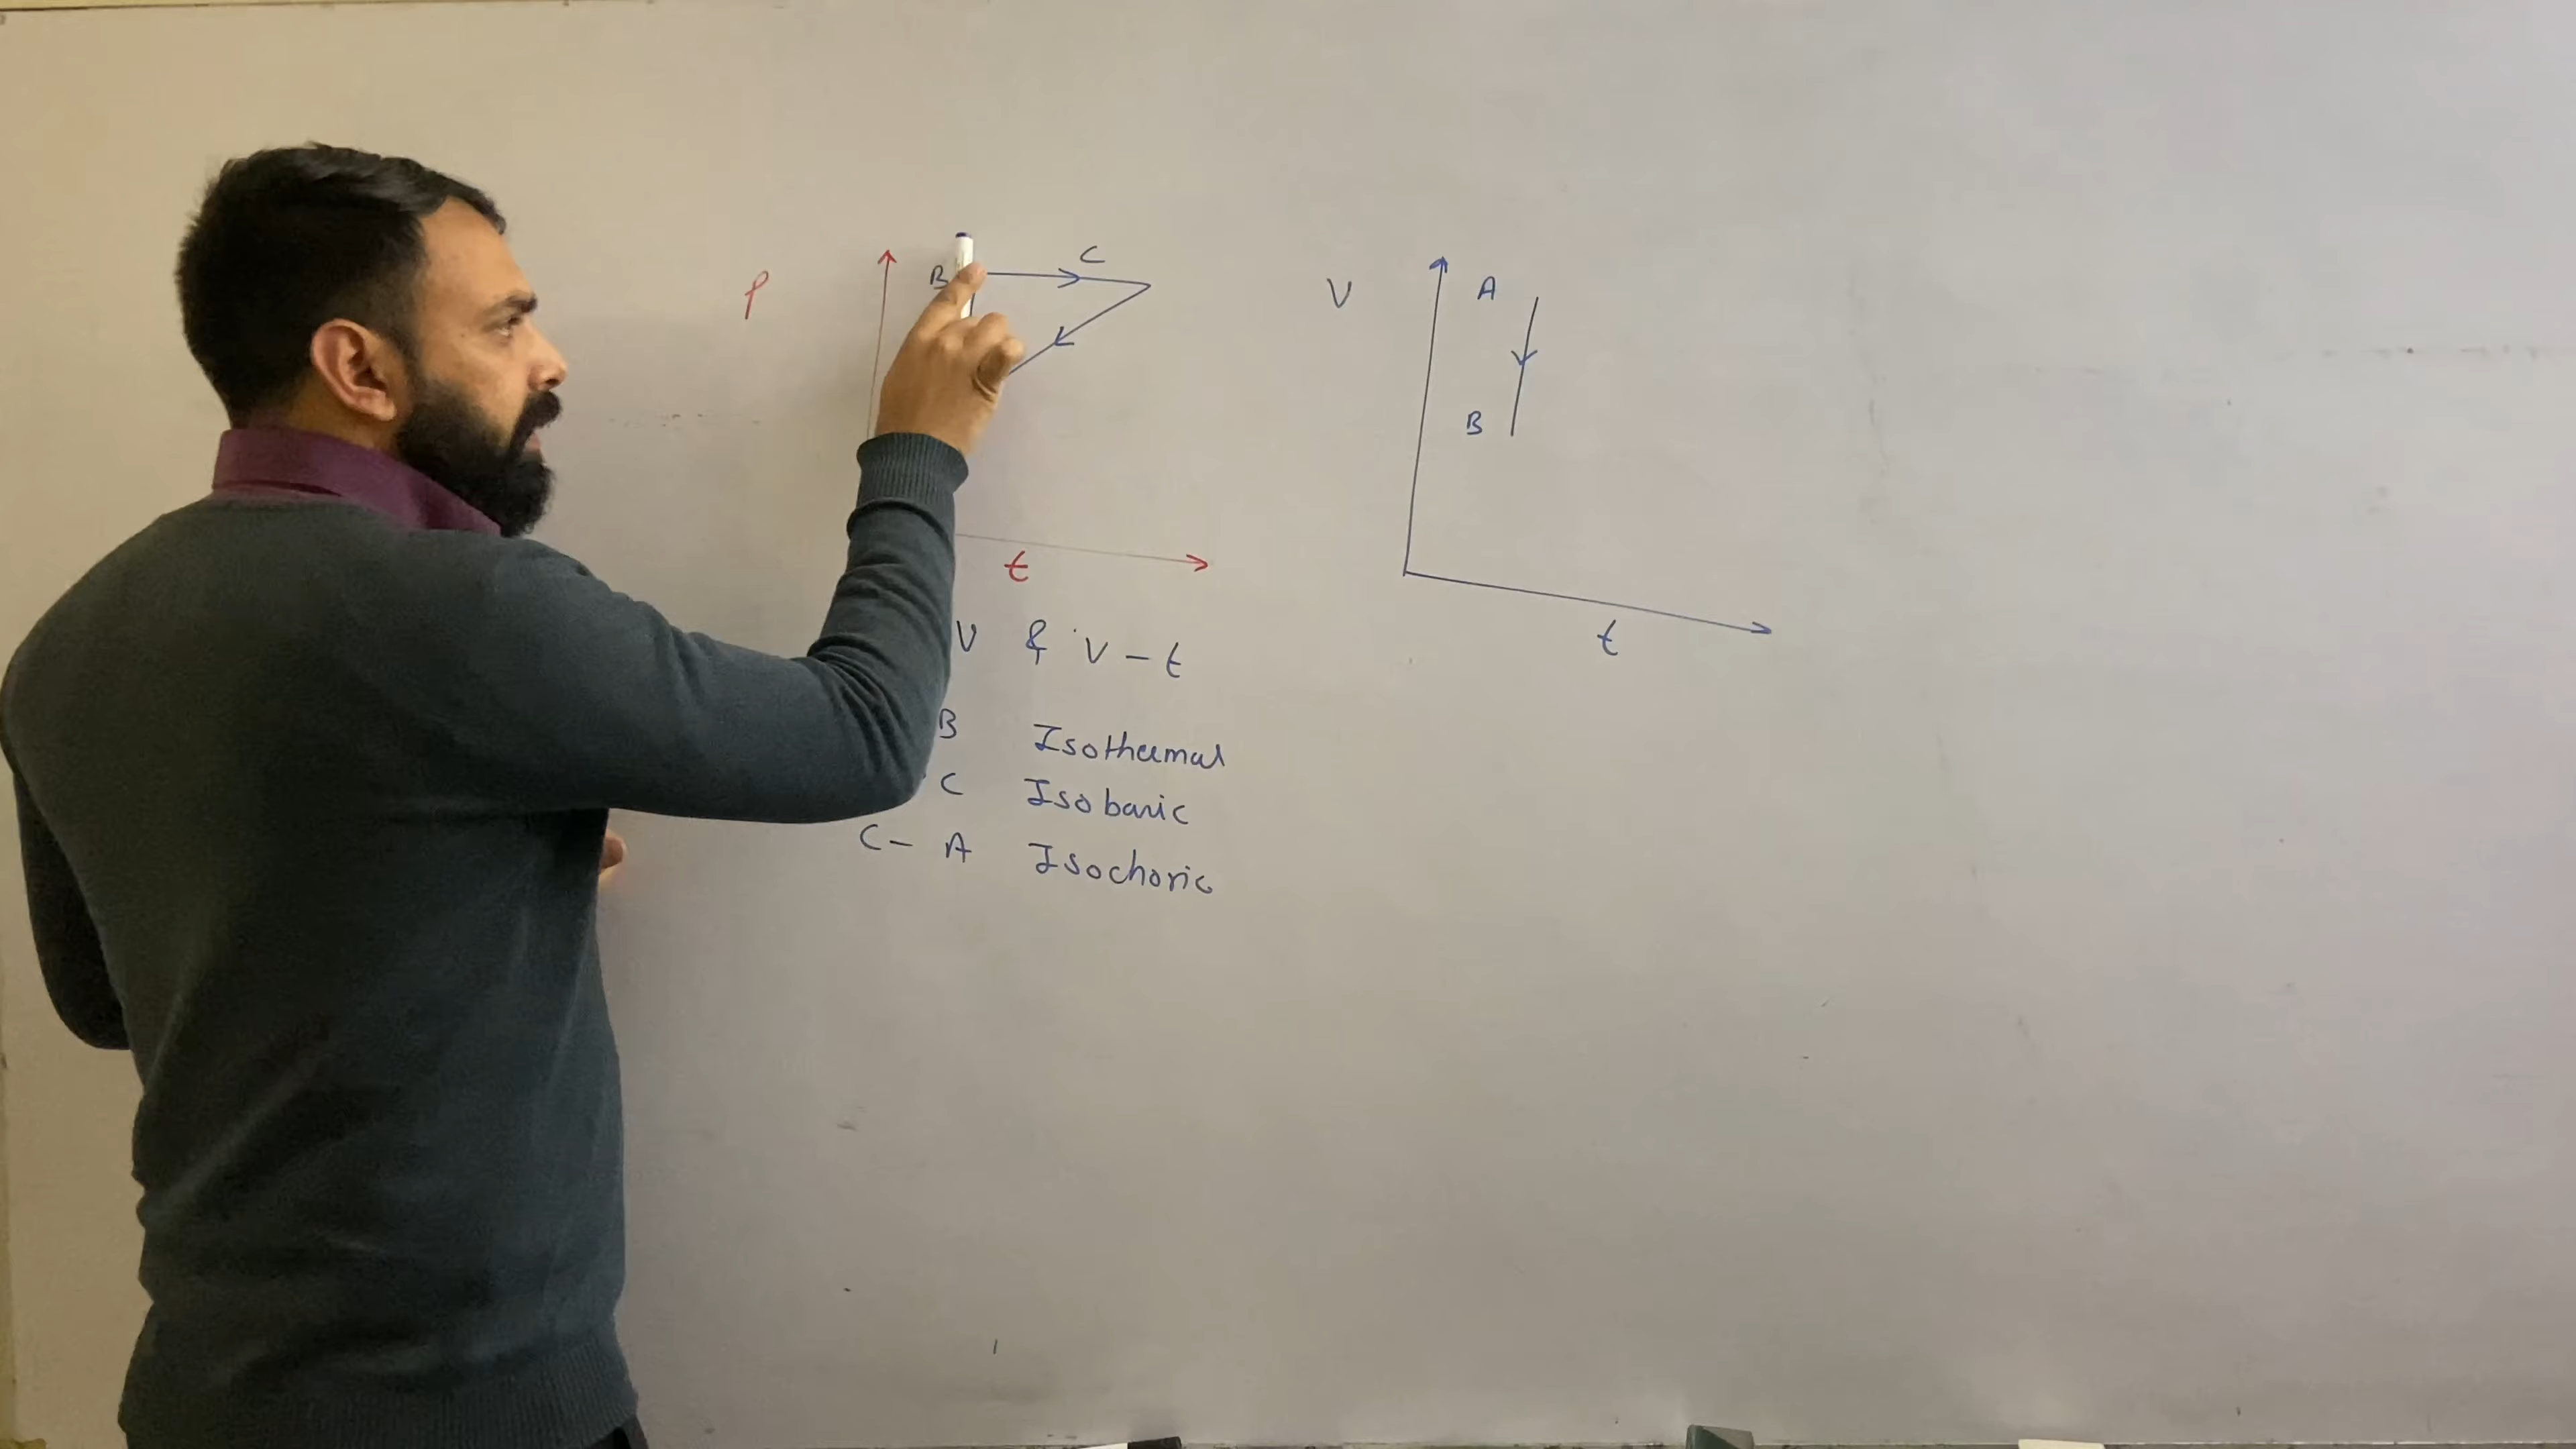 P
B
C
t
V
A
B
t
V & V - t
B Isothermal
C Isobaric
C - A Isochoric